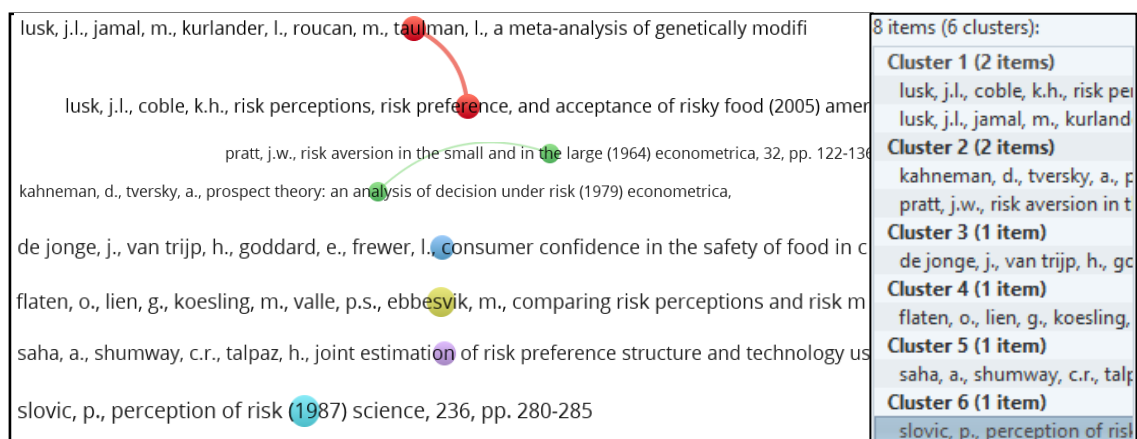 lusk, j.l., jamal, m., kurlander, l., roucan, m., taulman, l., a meta-analysis of genetically modifi
lusk, j.l., coble, k.h., risk perceptions, risk preference, and acceptance of risky food (2005) amer
pratt, j.w., risk aversion in the small and in the large (1964) econometrica, 32, pp. 122-136
kahneman, d., tversky, a., prospect theory: an analysis of decision under risk (1979) econometrica,
de jonge, j., van trijp, h., goddard, e., frewer, l., consumer confidence in the safety of food in c
flaten, o., lien, g., koesling, m., valle, p.s., ebbesvik, m., comparing risk perceptions and risk m
saha, a., shumway, c.r., talpaz, h., joint estimation of risk preference structure and technology us
slovic, p., perception of risk (1987) science, 236, pp. 280-285
8 items (6 clusters):
Cluster 1 (2 items)
lusk, j.l., coble, k.h., risk per
lusk, j.l., jamal, m., kurland
Cluster 2 (2 items)
kahneman, d., tversky, a., p
pratt, j.w., risk aversion in t
Cluster 3 (1 item)
de jonge, j., van trijp, h., go
Cluster 4 (1 item)
flaten, o., lien, g., koesling,
Cluster 5 (1 item)
saha, a., shumway, c.r., talp
Cluster 6 (1 item)
slovic, p., perception of risk